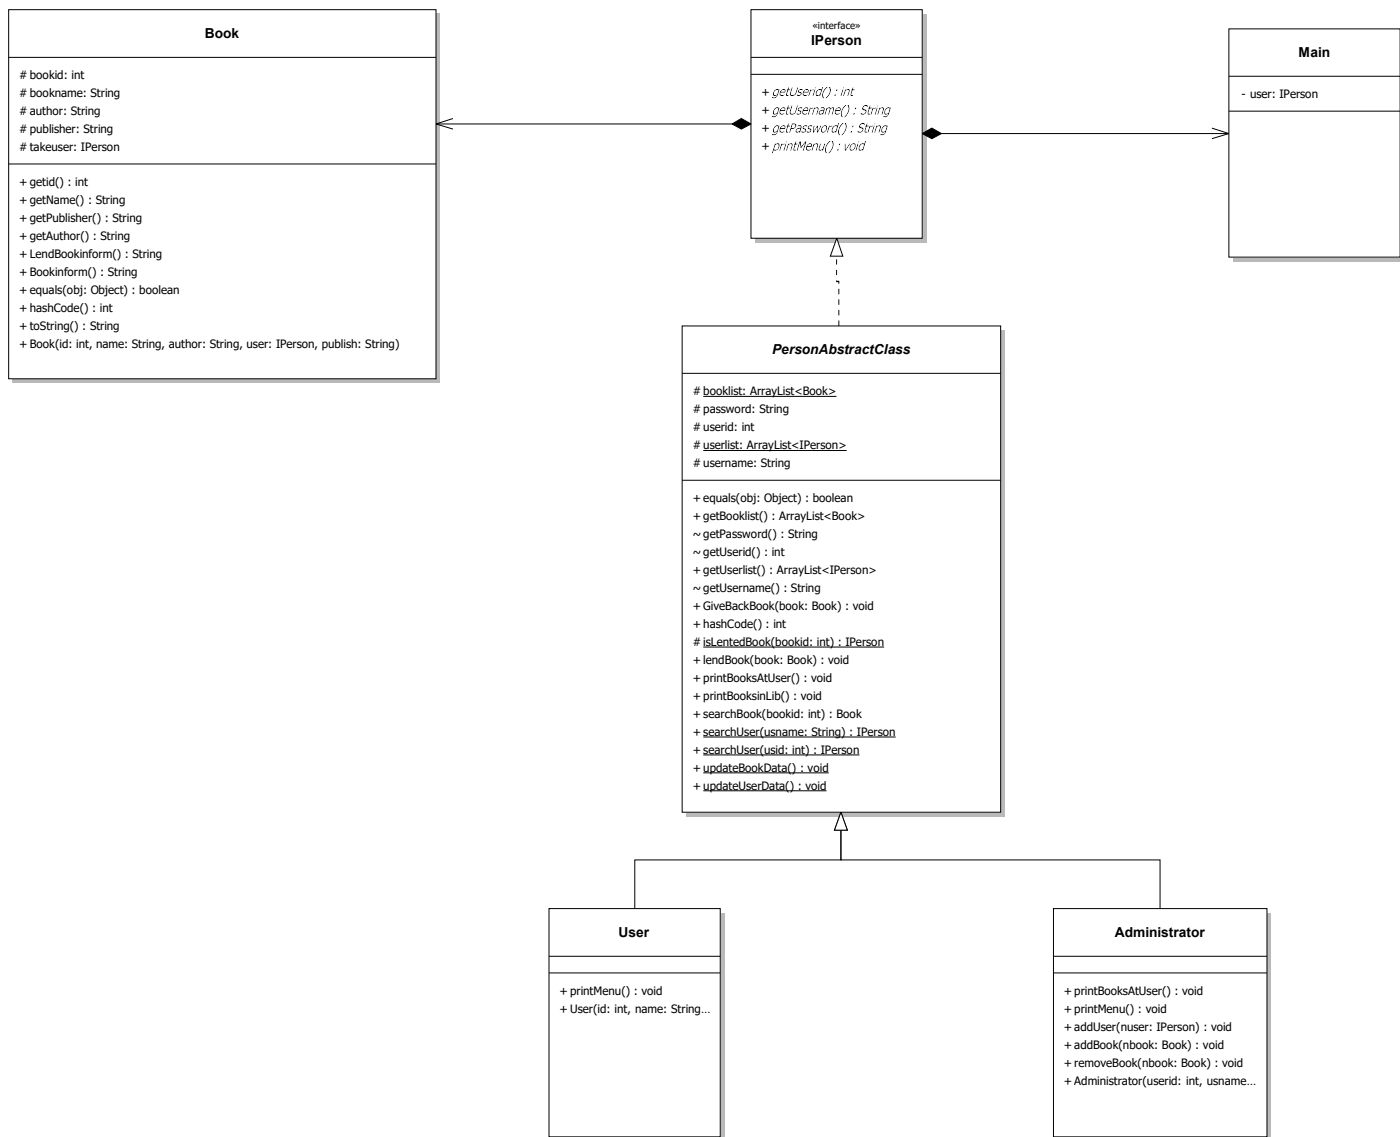 Book
# bookid: int
# bookname: String
# author: String
# publisher: String
# takeuser: IPerson
+ getid() : int
+ getName() : String
+ getPublisher() : String
+ getAuthor() : String
+ LendBookinform() : String
+ Bookinform() : String
+ equals(obj: Object) : boolean
+ hashCode() : int
+ toString() : String
+ Book(id: int, name: String, author: String, user: IPerson, publish: String)
«interface»
IPerson
+ getUserid() : int
+ getUsername() : String
+ getPassword() : String
+ printMenu() : void
Main
- user: IPerson
PersonAbstractClass
# booklist: ArrayList<Book>
# password: String
# userid: int
# userlist: ArrayList<IPerson>
# username: String
+ equals(obj: Object) : boolean
+ getBooklist() : ArrayList<Book>
~ getPassword() : String
~ getUserid() : int
+ getUserlist() : ArrayList<IPerson>
~ getUsername() : String
+ GiveBackBook(book: Book) : void
+ hashCode() : int
# isLentedBook(bookid: int) : IPerson
+ lendBook(book: Book) : void
+ printBooksAtUser() : void
+ printBooksinLib() : void
+ searchBook(bookid: int) : Book
+ searchUser(usname: String) : IPerson
+ searchUser(usid: int) : IPerson
+ updateBookData() : void
+ updateUserData() : void
User
+ printMenu() : void
+ User(id: int, name: String...
Administrator
+ printBooksAtUser() : void
+ printMenu() : void
+ addUser(nuser: IPerson) : void
+ addBook(nbook: Book) : void
+ removeBook(nbook: Book) : void
+ Administrator(userid: int, usname...